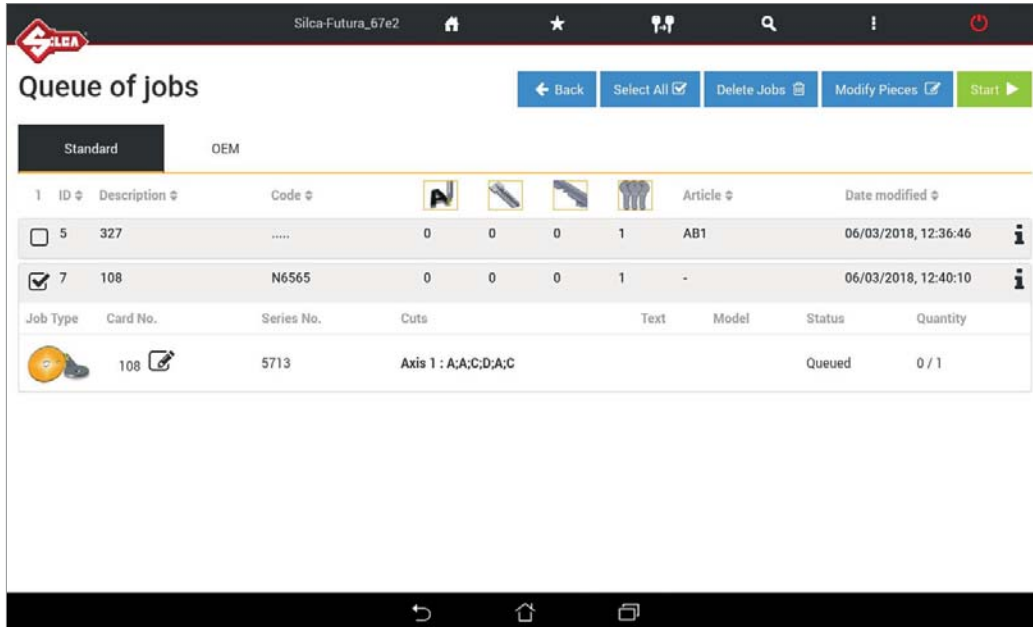 SILCA
Silca-Futura_67e2
Queue of jobs
Back
Select All
Delete Jobs
Modify Pieces
Start
Standard OEM
1 ID Description Code A Article Date modified
5 327 ..... 0 0 0 1 AB1 06/03/2018, 12:36:46 i
7 108 N6565 0 0 0 1 - 06/03/2018, 12:40:10 i
Job Type Card No. Series No. Cuts Text Model Status Quantity
108 5713 Axis 1 : A;A;C;D;A;C Queued 0 / 1